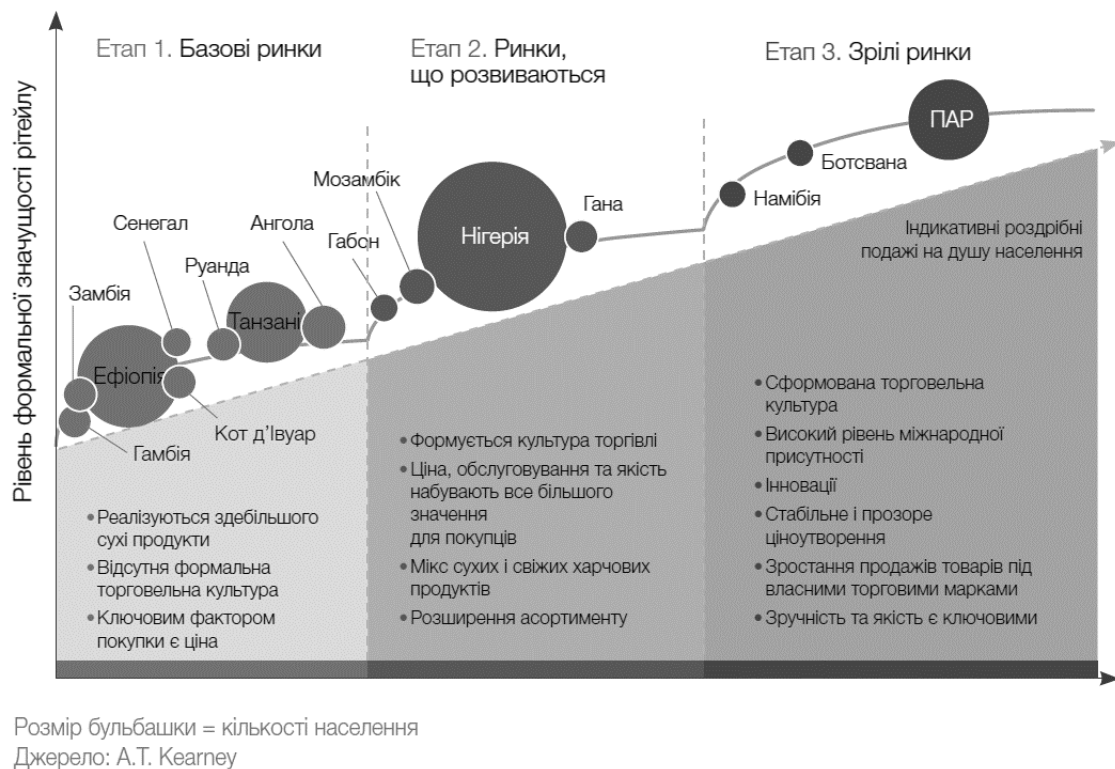 Етап 1. Базові ринки
Етап 2. Ринки,
що розвиваються
Етап 3. Зрілі ринки
Рівень формальної значущості рітейлу
Замбія
Гамбія
Ефіопія
Сенегал
Кот д'Івуар
Руанда
Танзані
Ангола
Габон
Мозамбік
Нігерія
Гана
Намібія
Ботсвана
ПАР
Індикативні роздрібні
подажі на душу населення
•Реалізуються здебільшого
сухі продукти
•Відсутня формальна
торговельна культура
•Ключовим фактором
покупки є ціна
•Формується культура торгівлі
•Ціна, обслуговування та якість
набувають все більшого
значення
для покупців
•Мікс сухих і свіжих харчових
продуктів
•Розширення асортименту
•Сформована торговельна
культура
•Високий рівень міжнародної
присутності
•Інновації
•Стабільне і прозоре
ціноутворення
•Зростання продажів товарів під
власними торговими марками
•Зручність та якість є ключовими
Розмір бульбашки = кількості населення
Джерело: A.T. Kearney